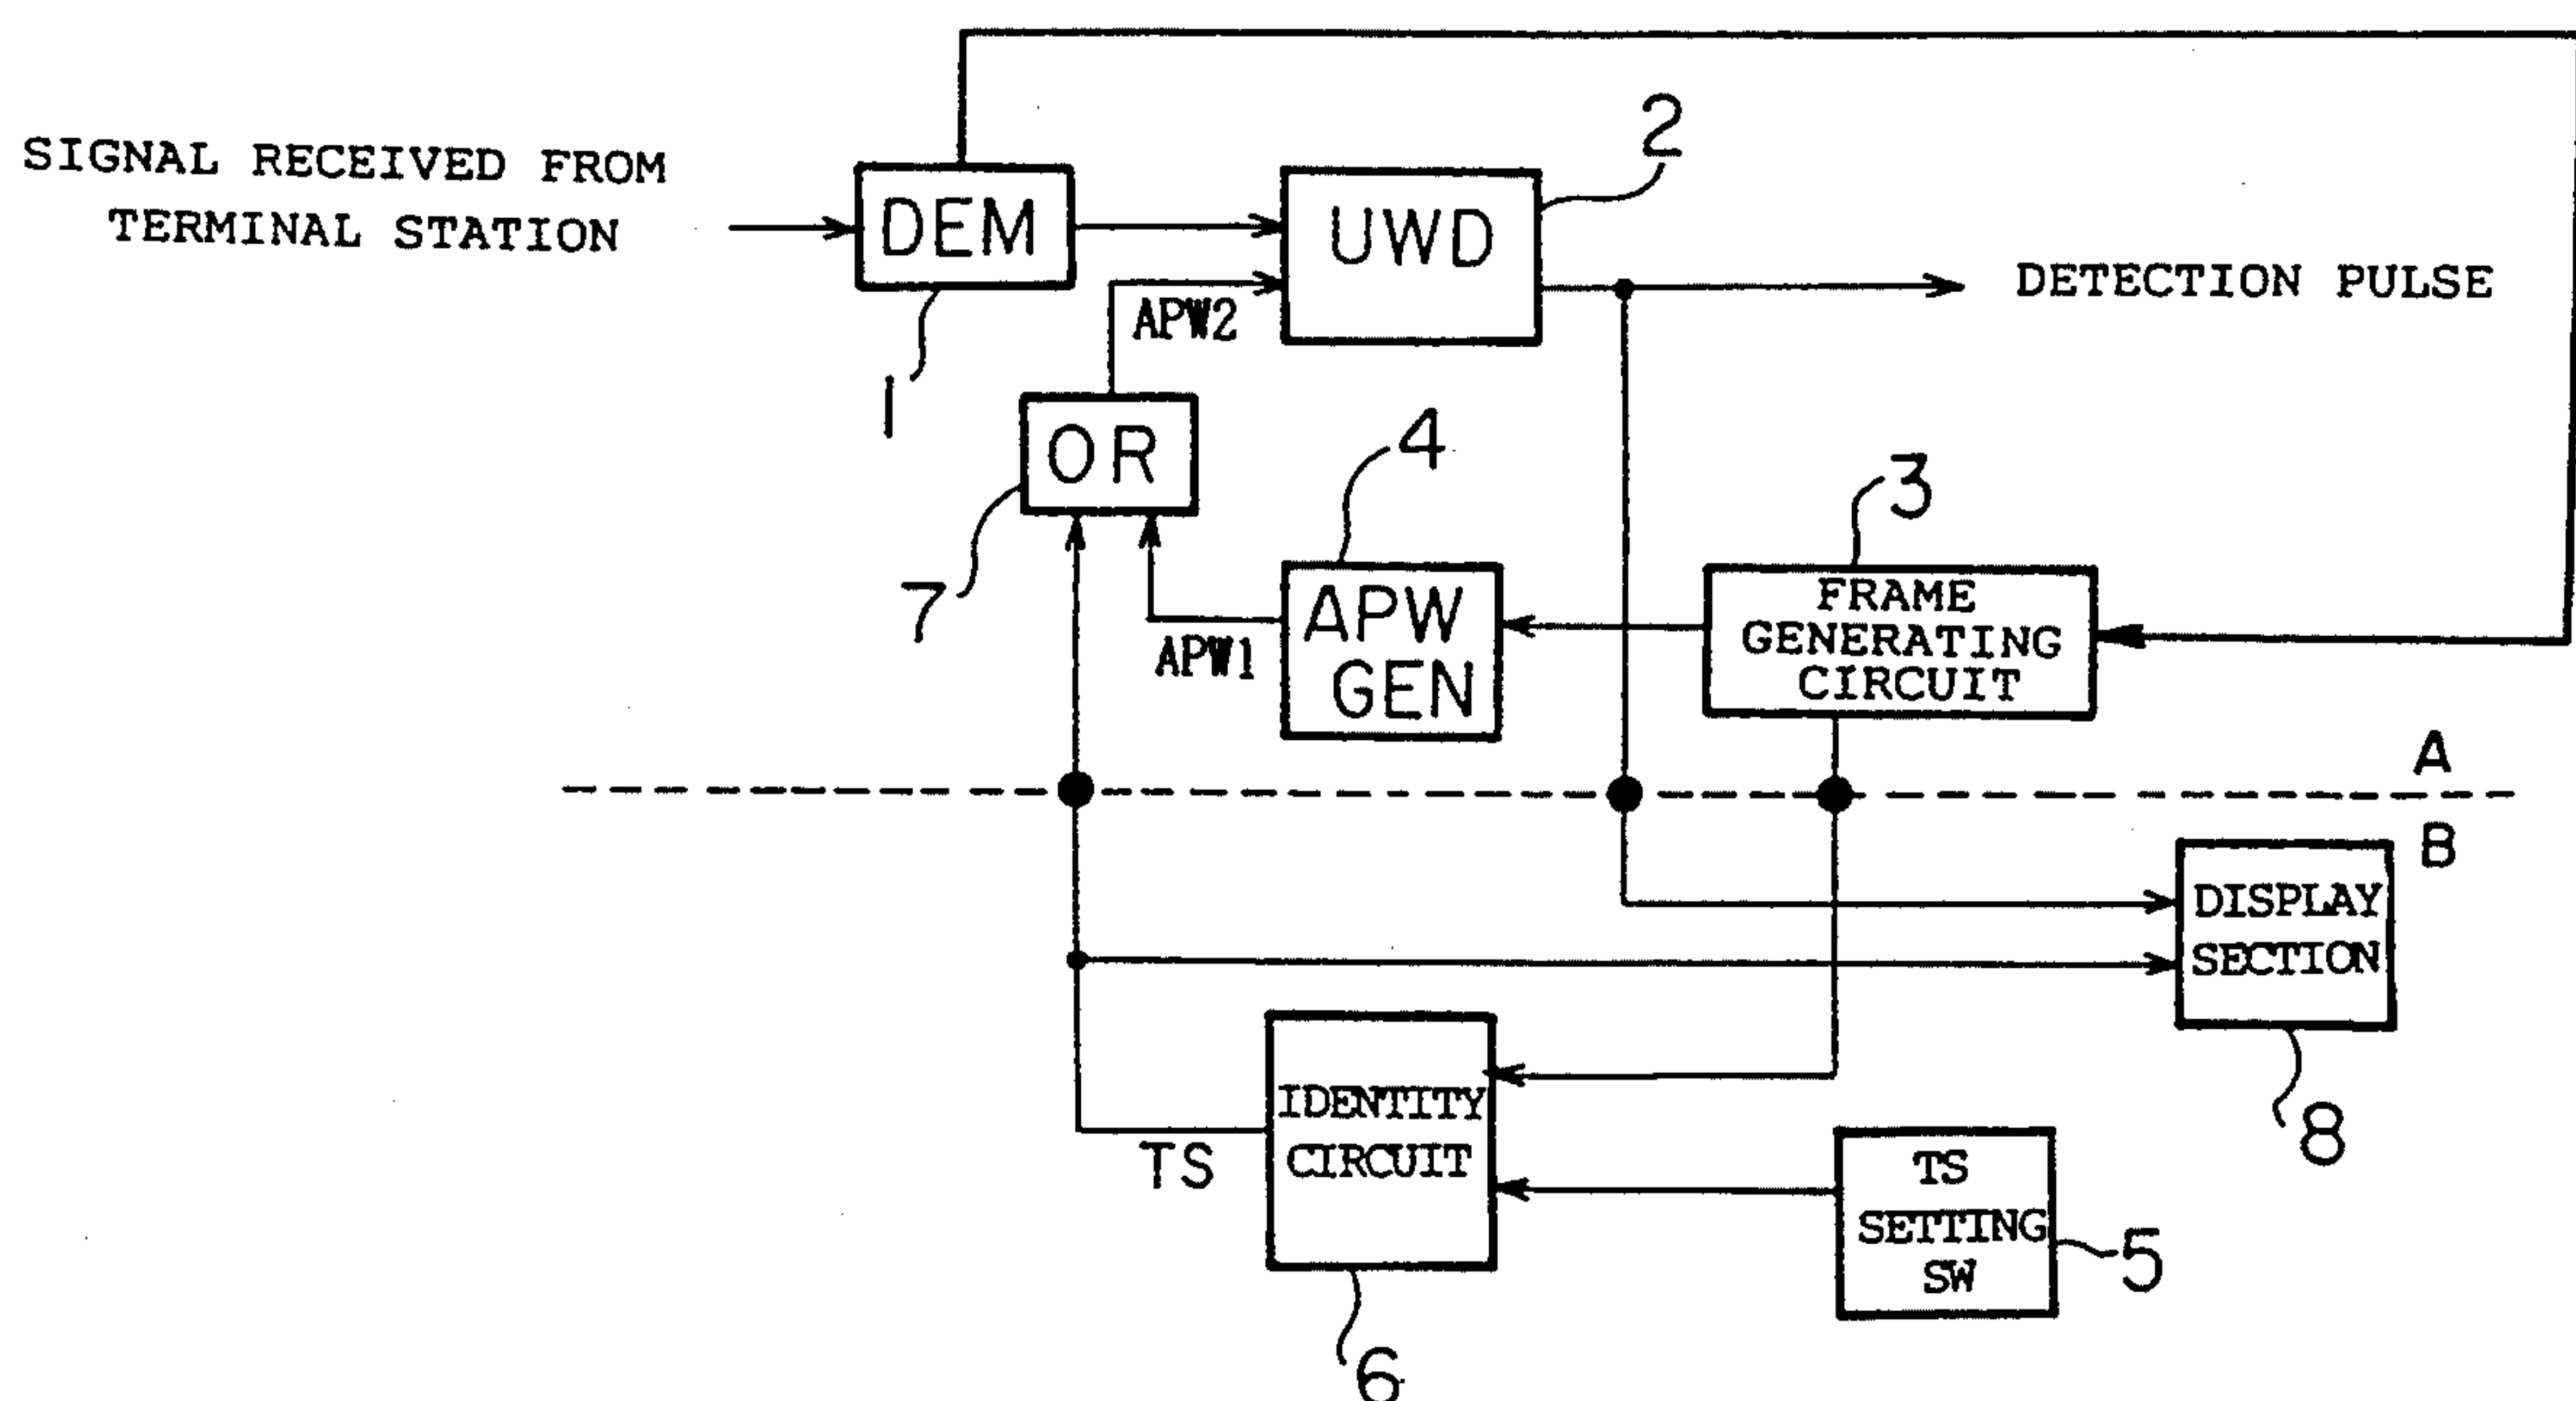 SIGNAL RECEIVED FROM
TERMINAL STATION
DEM
1
UWD
2
DETECTION PULSE
APW2
OR
7
APW1
APW
GEN
4
FRAME
GENERATING
CIRCUIT
3
A
B
DISPLAY
SECTION
8
TS
IDENTITY
CIRCUIT
6
TS
SETTING
SW
5